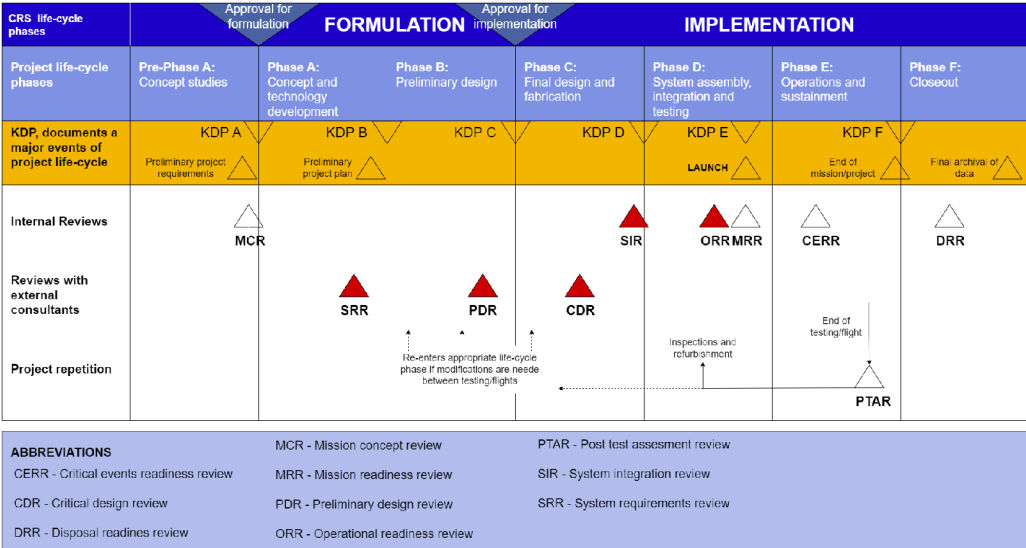 CRS life-cycle
phases
Approval for
formulation
FORMULATION
Approval for
implementation
IMPLEMENTATION
Project life-cycle
phases
Pre-Phase A:
Concept studies
Phase A:
Concept and
technology
development
Phase B:
Preliminary design
Phase C:
Final design and
fabrication
Phase D:
System assembly,
integration and
testing
Phase E:
Operations and
sustainment
Phase F:
Closeout
KDP, documents a
major events of
project life-cycle
KDP A
KDP B
KDP C
KDP D
KDP E
KDP F
Preliminary project
requirements
Preliminary
project plan
LAUNCH
End of
mission/project
Final archival of
data
Internal Reviews
MCR
SIR
ORR
MRR
CERR
DRR
Reviews with
external
consultants
SRR
PDR
CDR
End of
testing/flight
Re-enters appropriate life-cycle
phase if modifications are neede
between testing/flights
Inspections and
refurbishment
Project repetition
PTAR
ABBREVIATIONS
CERR - Critical events readiness review
CDR - Critical design review
DRR - Disposal readines review
MCR - Mission concept review
MRR - Mission readiness review
PDR - Preliminary design review
ORR - Operational readiness review
PTAR - Post test assesment review
SIR - System integration review
SRR - System requirements review